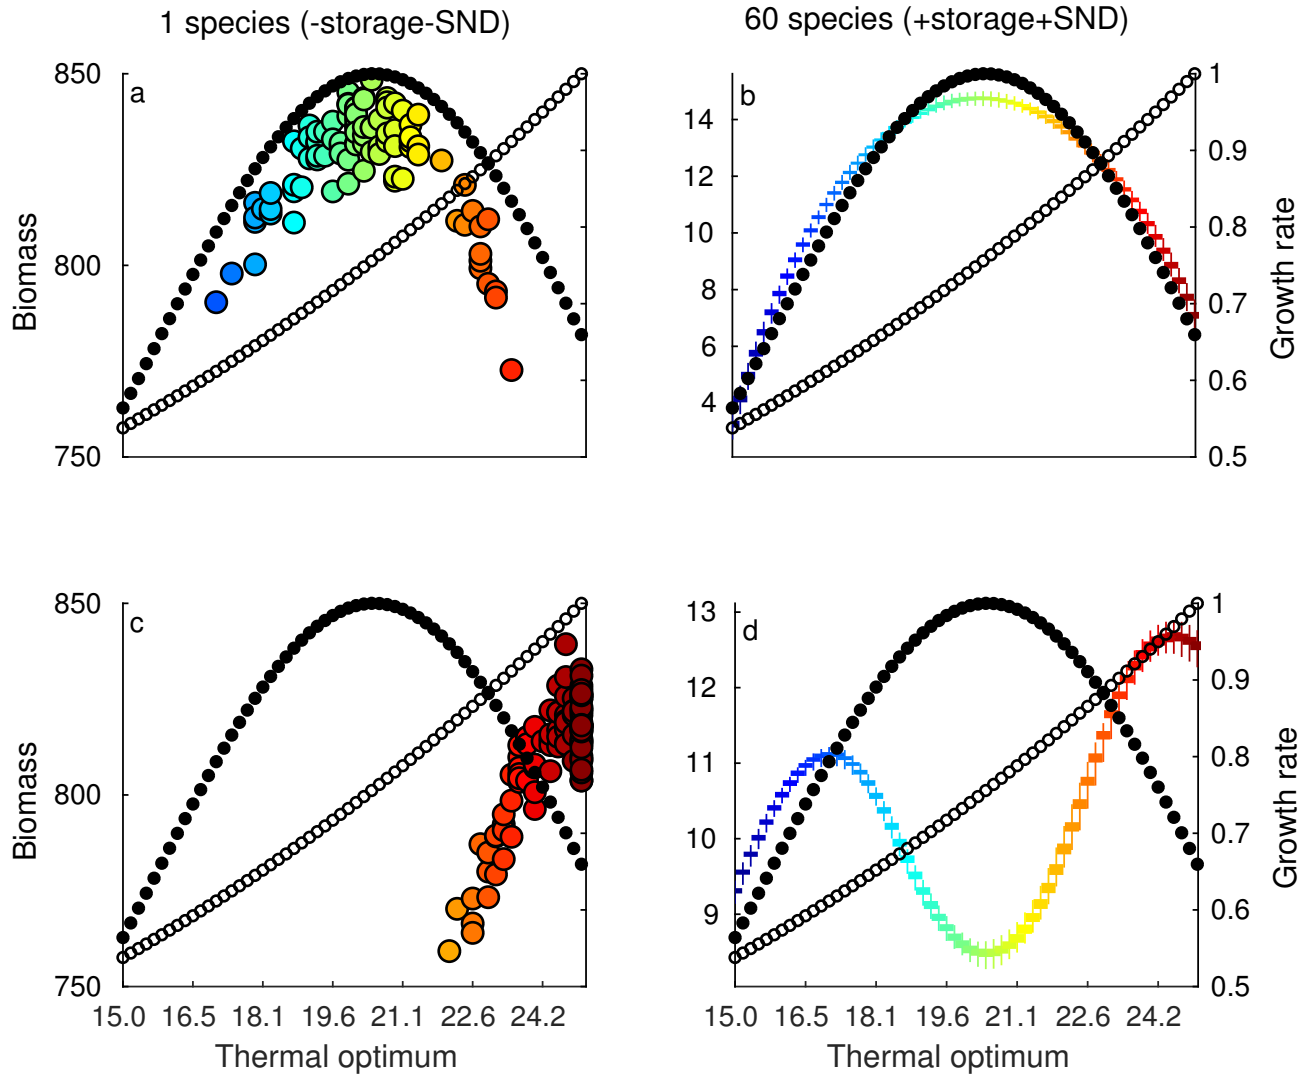 1 species (-storage-SND)
60 species (+storage+SND)
850
800
750
Biomass
a
14
12
10
8
6
4
b
1
0.9
0.8
0.7
0.6
0.5
Growth rate
850
800
750
Biomass
c
15.0 16.5 18.1 19.6 21.1 22.6 24.2
Thermal optimum
13
12
11
10
9
d
1
0.9
0.8
0.7
0.6
0.5
Growth rate
15.0 16.5 18.1 19.6 21.1 22.6 24.2
Thermal optimum